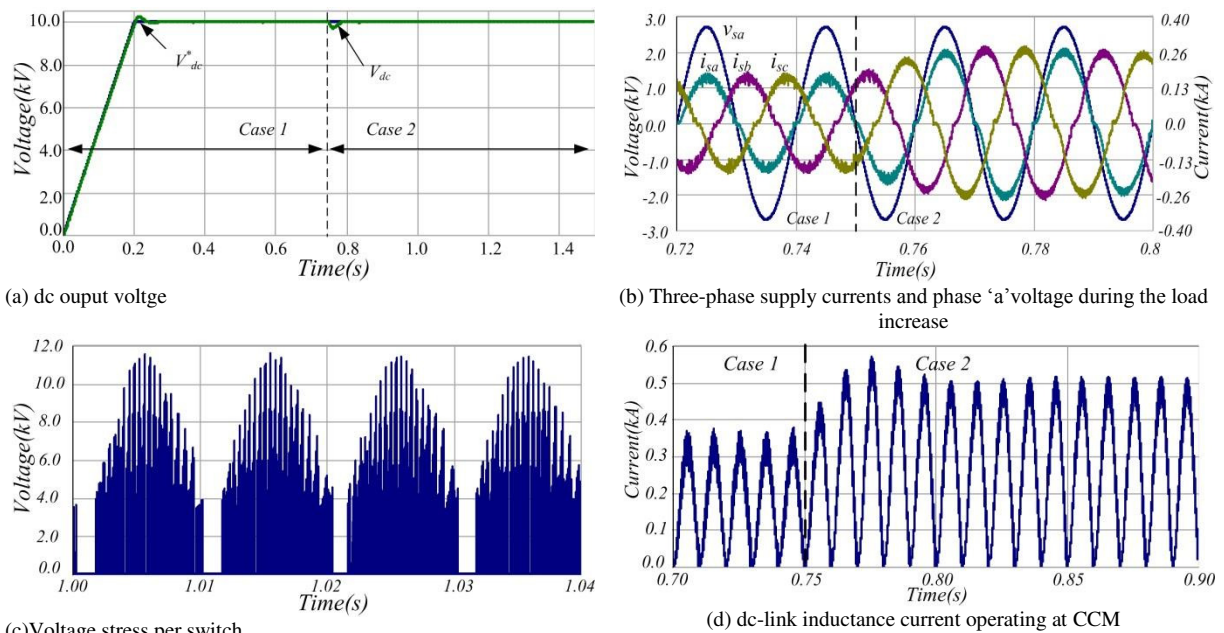 10.0
8.0
6.0
4.0
2.0
0.0
Voltage(kV)
V*dc
Vdc
Case 1
Case 2
0.0 0.2 0.4 0.6 0.8 1.0 1.2 1.4
Time(s)
(a) dc ouput voltge
3.0
2.0
1.0
0.0
-1.0
-2.0
-3.0
Voltage(kV)
vsa
isa isb isc
0.40
0.26
0.13
0.0
-0.13
-0.26
-0.40
Current(kA)
Case 1
Case 2
0.72 0.74 0.76 0.78 0.8
Time(s)
(b) Three-phase supply currents and phase ‘a’voltage during the load
increase
12.0
10.0
8.0
6.0
4.0
2.0
0.0
Voltage(kV)
1.00 1.01 1.02 1.03 1.04
Time(s)
(c)Voltage stress per switch
0.6
0.5
0.4
0.3
0.2
0.1
0.0
Current(kA)
Case 1
Case 2
0.70 0.75 0.80 0.85 0.90
Time(s)
(d) dc-link inductance current operating at CCM